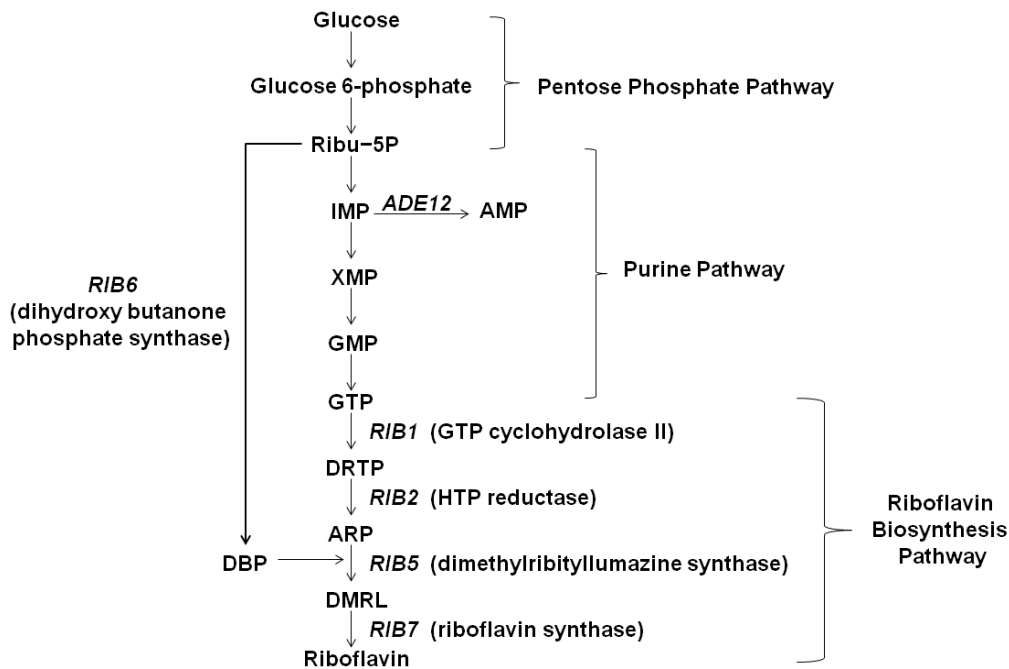 Glucose
Glucose 6-phosphate
Pentose Phosphate Pathway
Ribu−5P
IMP
ADE12
AMP
XMP
Purine Pathway
RIB6
(dihydroxy butanone
phosphate synthase)
GMP
GTP
RIB1 (GTP cyclohydrolase II)
DRTP
RIB2 (HTP reductase)
Riboflavin
Biosynthesis
Pathway
ARP
DBP
RIB5 (dimethylribityllumazine synthase)
DMRL
RIB7 (riboflavin synthase)
Riboflavin